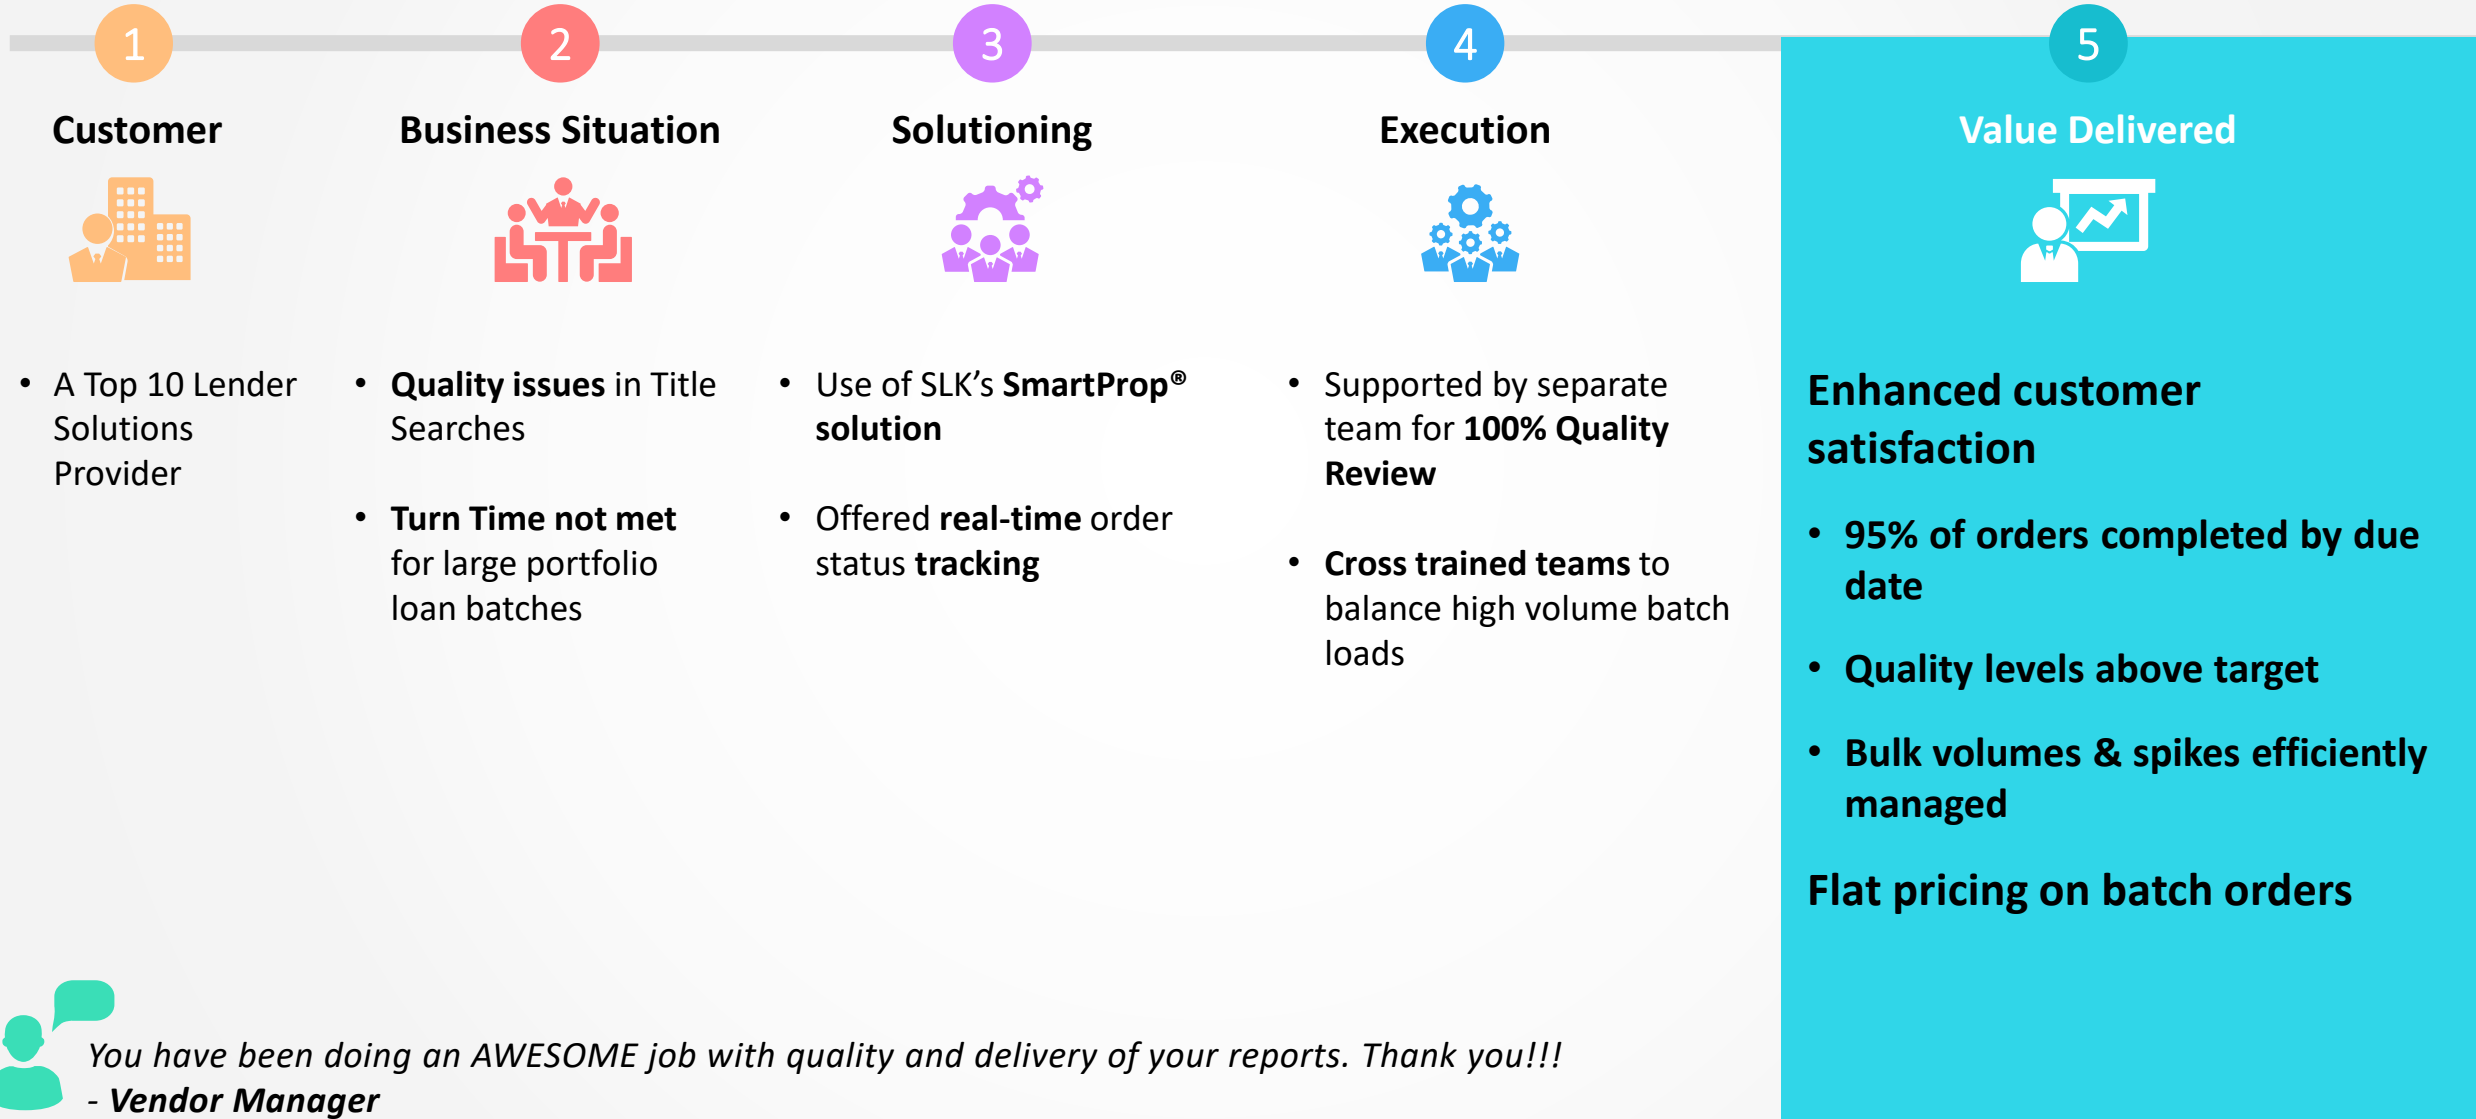 1
Customer
• A Top 10 Lender
Solutions
Provider
2
Business Situation
• Quality issues in Title
Searches
• Turn Time not met
for large portfolio
loan batches
3
Solutioning
• Use of SLK’s SmartProp®
solution
• Offered real-time order
status tracking
4
Execution
• Supported by separate
team for 100% Quality
Review
• Cross trained teams to
balance high volume batch
loads
5
Value Delivered
Enhanced customer
satisfaction
• 95% of orders completed by due
date
• Quality levels above target
• Bulk volumes & spikes efficiently
managed
Flat pricing on batch orders
You have been doing an AWESOME job with quality and delivery of your reports. Thank you!!!
- Vendor Manager